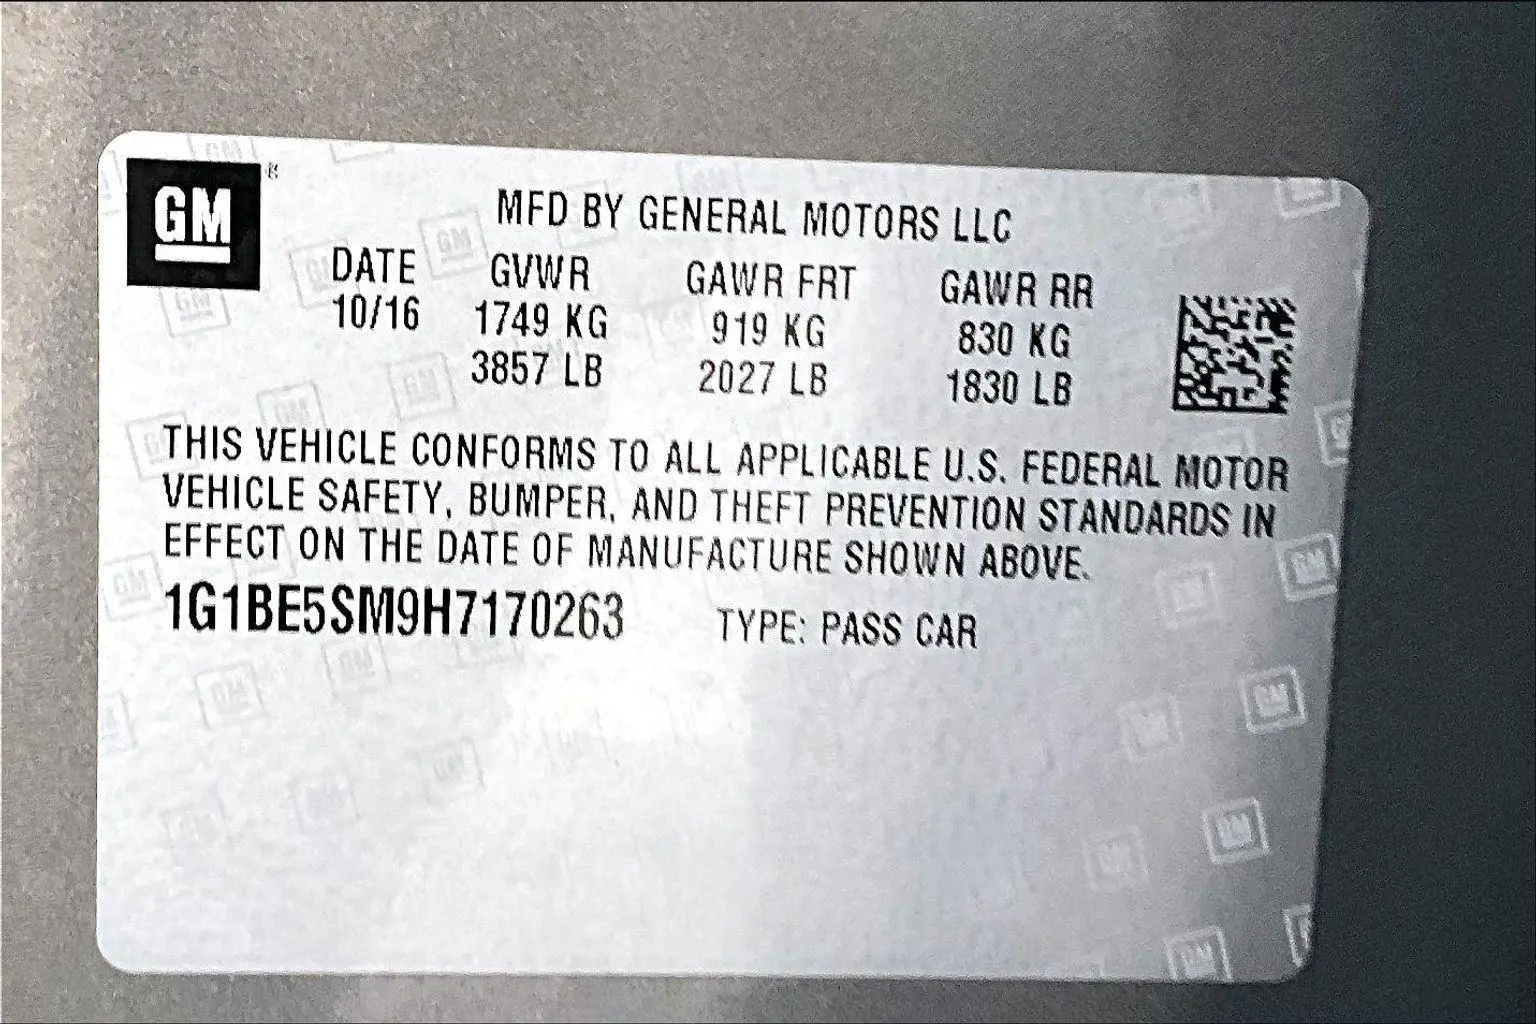 GM®
MFD BY GENERAL MOTORS LLC
DATE GVWR GAWR FRT GAWR RR
10/16 1749 KG 919 KG 830 KG
3857 LB 2027 LB 1830 LB
THIS VEHICLE CONFORMS TO ALL APPLICABLE U.S. FEDERAL MOTOR
VEHICLE SAFETY, BUMPER, AND THEFT PREVENTION STANDARDS IN
EFFECT ON THE DATE OF MANUFACTURE SHOWN ABOVE.
1G1BE5SM9H7170263 TYPE: PASS CAR